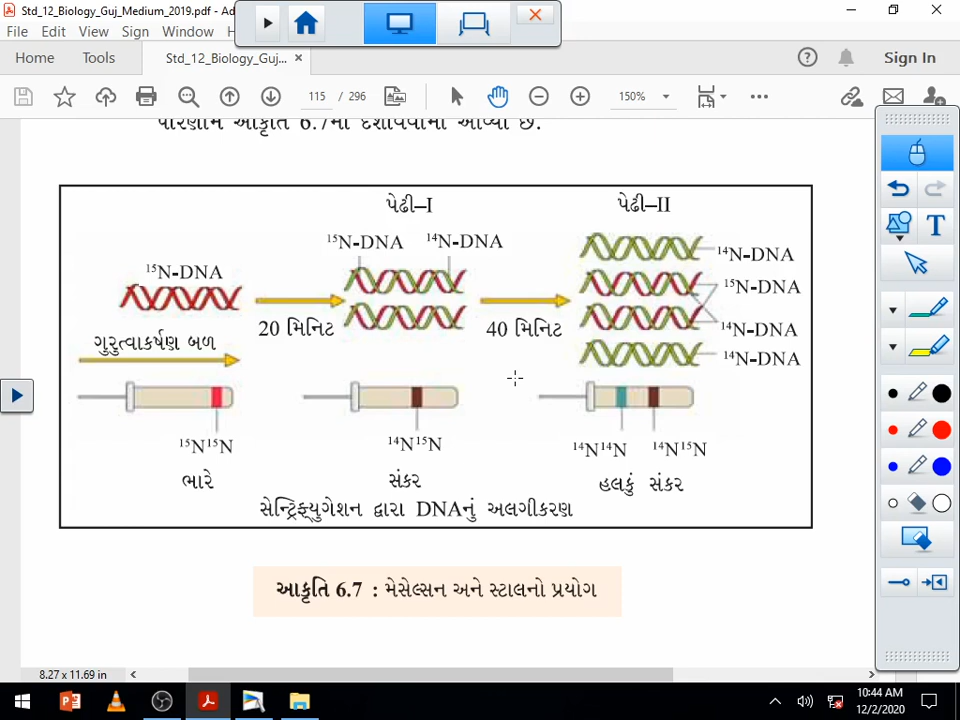 Std_12_Biology_Guj_Medium_2019.pdf - Ad
File Edit View Sign Window H
Home Tools Std_12_Biology_Guj... × Sign In
115 / 296 150%
પરિણામ આકૃતિ 6.7માં દર્શાવવામાં આવ્યા છે.
પેઢી–I પેઢી–II
¹⁵N-DNA ¹⁴N-DNA ¹⁴N-DNA
¹⁵N-DNA ¹⁵N-DNA
20 મિનિટ 40 મિનિટ ¹⁴N-DNA
ગુરુત્વાકર્ષણ બળ ¹⁴N-DNA
¹⁵N¹⁵N ¹⁴N¹⁵N ¹⁴N¹⁴N ¹⁴N¹⁵N
ભારે સંકર હલકું સંકર
સેન્ટ્રિફ્યુગેશન દ્વારા DNAનું અલગીકરણ
આકૃતિ 6.7 : મેસેલ્સન અને સ્ટાલનો પ્રયોગ
8.27 x 11.69 in
T
10:44 AM
12/2/2020